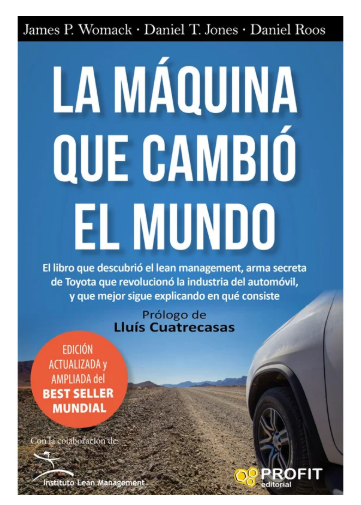 James P. Womack · Daniel T. Jones · Daniel Roos
LA MÁQUINA
QUE CAMBIÓ
EL MUNDO
El libro que descubrió el lean management, arma secreta
de Toyota que revolucionó la industria del automóvil,
y que mejor sigue explicando en qué consiste
Prólogo de
Lluís Cuatrecasas
EDICIÓN
ACTUALIZADA y
AMPLIADA del
BEST SELLER
MUNDIAL
Con la colaboración de:
Instituto Lean Management
PROFIT
editorial